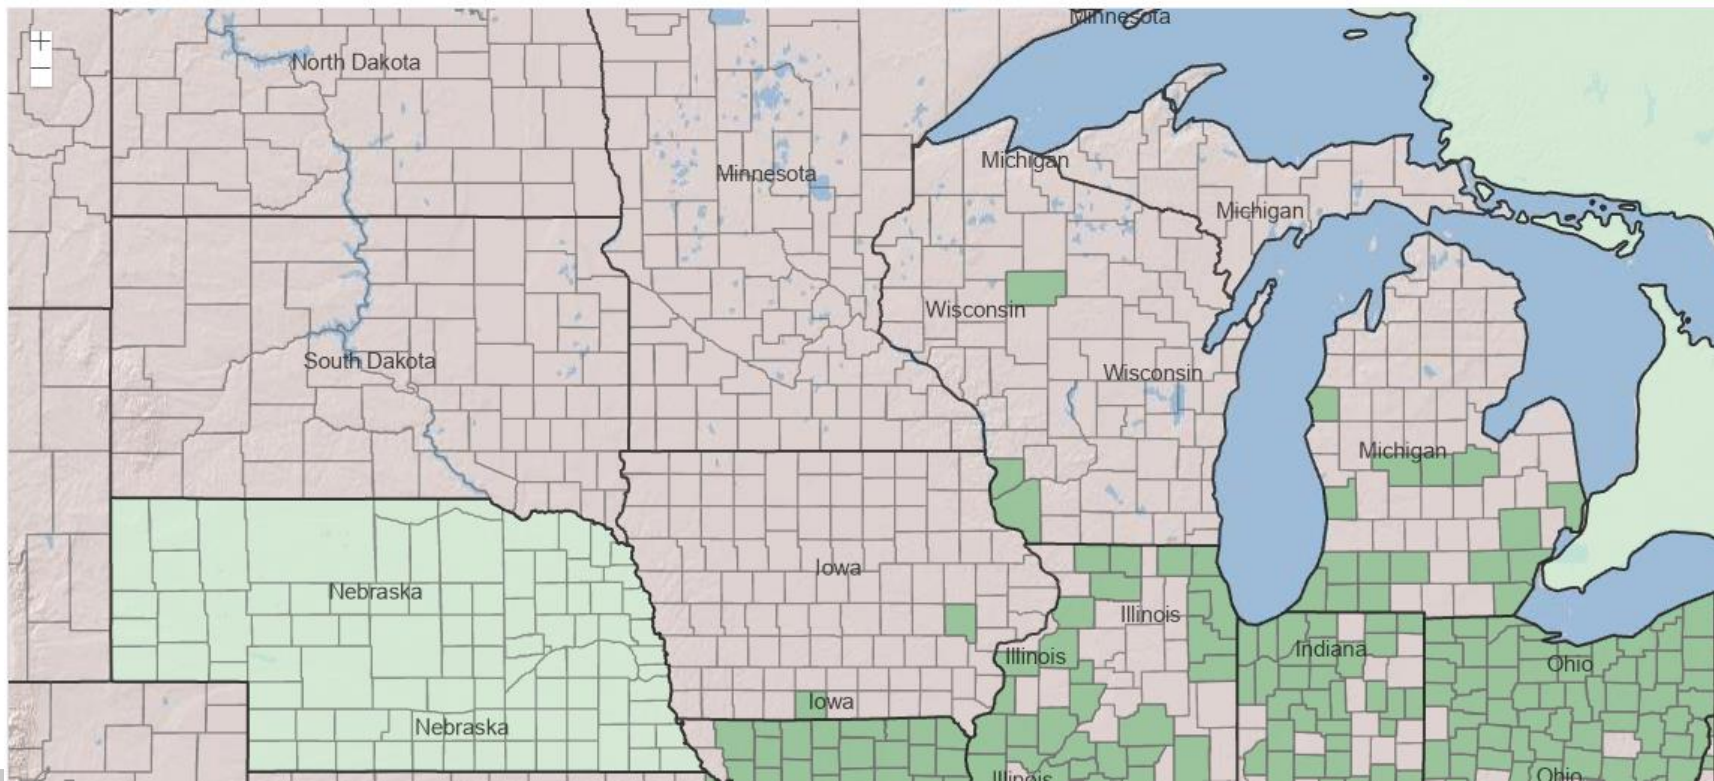 Minnesota
+
−
North Dakota
Michigan
Minnesota
Michigan
Wisconsin
South Dakota
Wisconsin
Michigan
Iowa
Nebraska
Illinois
Indiana
Illinois
Ohio
Iowa
Nebraska
Illinois
Ohio